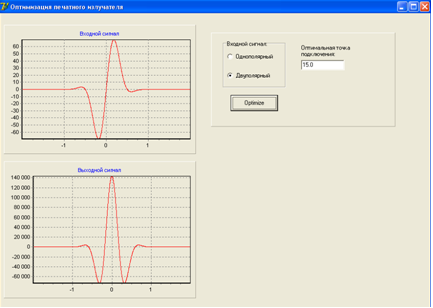 Оптимизация печатного излучателя
Входной сигнал
60
50
40
30
20
10
0
-10
-20
-30
-40
-50
-60
-1 0 1
Входной сигнал:
Однополярный
Двуполярный
Optimize
Оптимальная точка
подключения:
15.0
Выходной сигнал
140 000
120 000
100 000
80 000
60 000
40 000
20 000
0
-20 000
-40 000
-60 000
-1 0 1